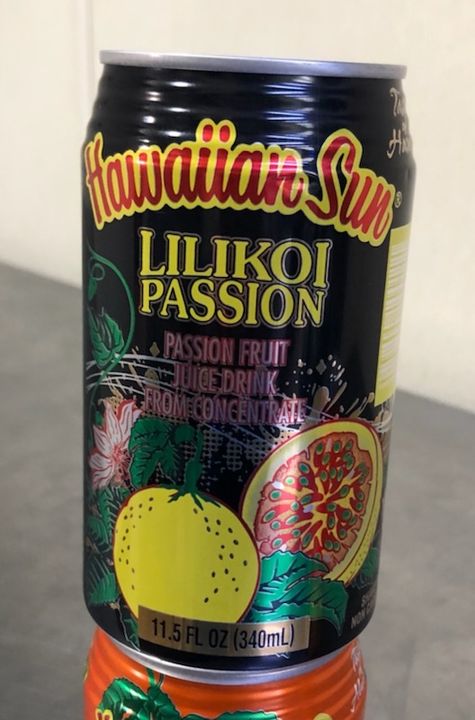 Hawaiian Sun®
LILIKOI
PASSION
PASSION FRUIT
JUICE DRINK
FROM CONCENTRATE
11.5 FL OZ (340mL)